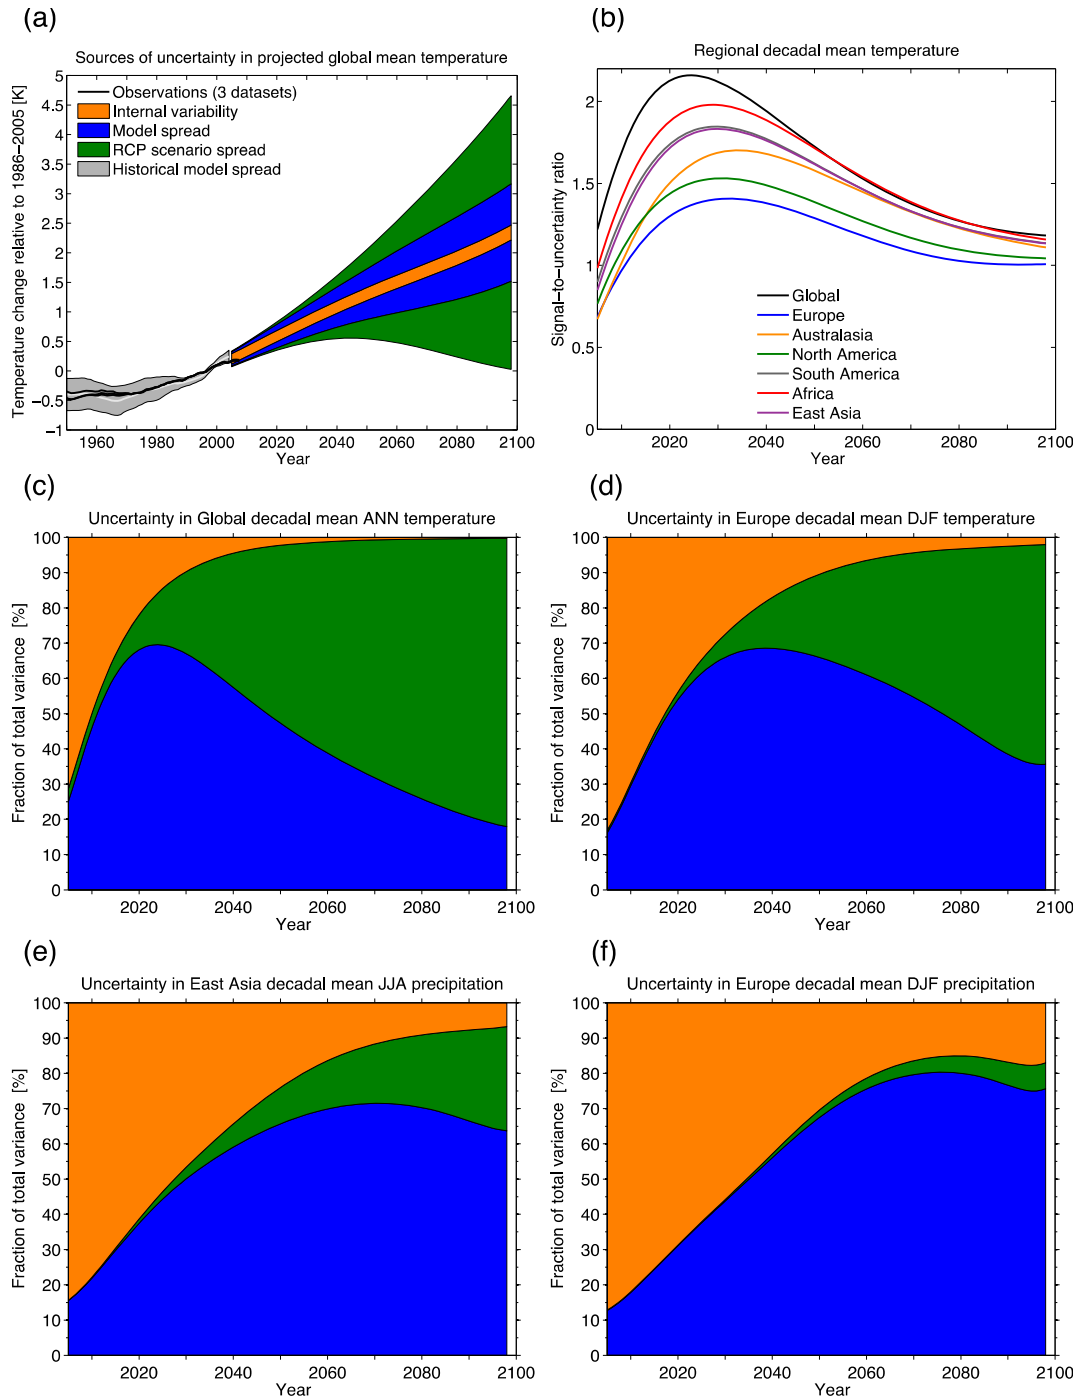 (a)
Sources of uncertainty in projected global mean temperature
Temperature change relative to 1986−2005 [K]
5
4.5
4
3.5
3
2.5
2
1.5
1
0.5
0
−0.5
−1
Observations (3 datasets)
Internal variability
Model spread
RCP scenario spread
Historical model spread
1960 1980 2000 2020 2040 2060 2080 2100
Year
(b)
Regional decadal mean temperature
Signal−to−uncertainty ratio
2
1.5
1
0.5
0
Global
Europe
Australasia
North America
South America
Africa
East Asia
2020 2040 2060 2080 2100
Year
(c)
Uncertainty in Global decadal mean ANN temperature
Fraction of total variance [%]
100
90
80
70
60
50
40
30
20
10
0
2020 2040 2060 2080 2100
Year
(d)
Uncertainty in Europe decadal mean DJF temperature
Fraction of total variance [%]
100
90
80
70
60
50
40
30
20
10
0
2020 2040 2060 2080 2100
Year
(e)
Uncertainty in East Asia decadal mean JJA precipitation
Fraction of total variance [%]
100
90
80
70
60
50
40
30
20
10
0
2020 2040 2060 2080 2100
Year
(f)
Uncertainty in Europe decadal mean DJF precipitation
Fraction of total variance [%]
100
90
80
70
60
50
40
30
20
10
0
2020 2040 2060 2080 2100
Year